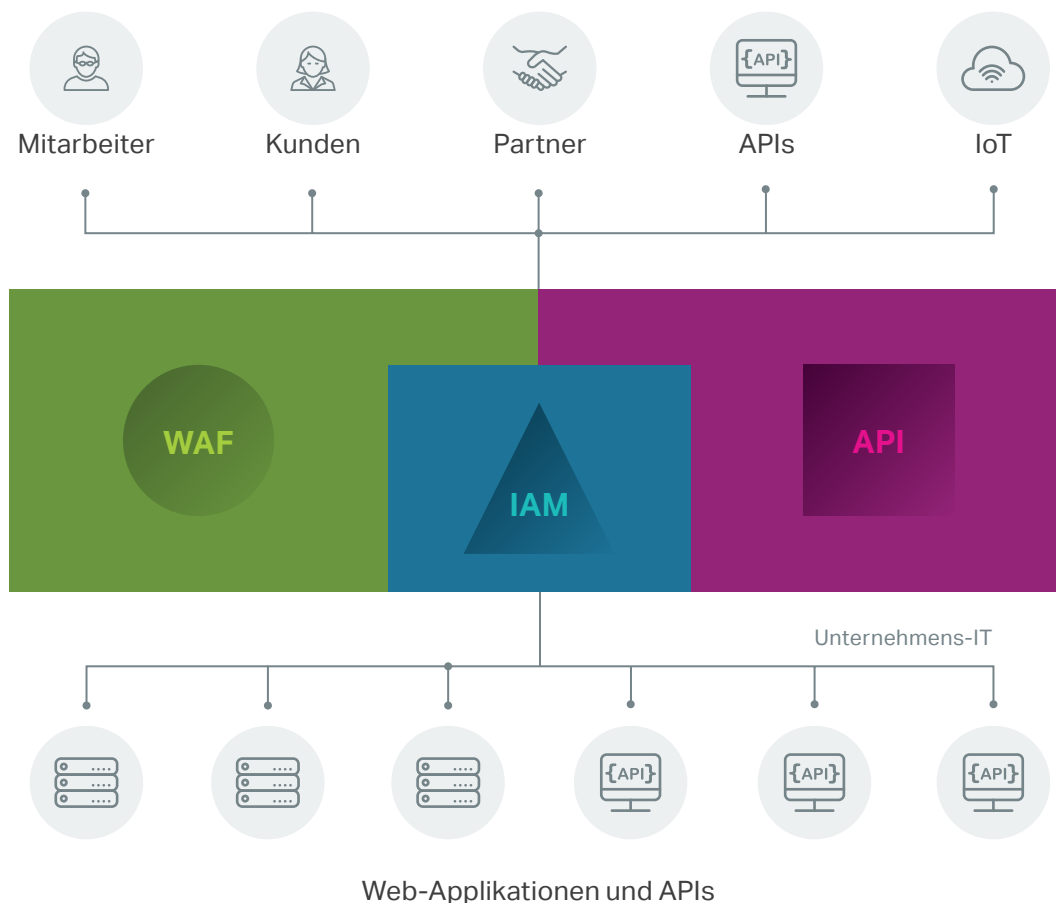 {API}
Mitarbeiter Kunden Partner APIs IoT
WAF
IAM
API
Unternehmens-IT
{API} {API} {API}
Web-Applikationen und APIs